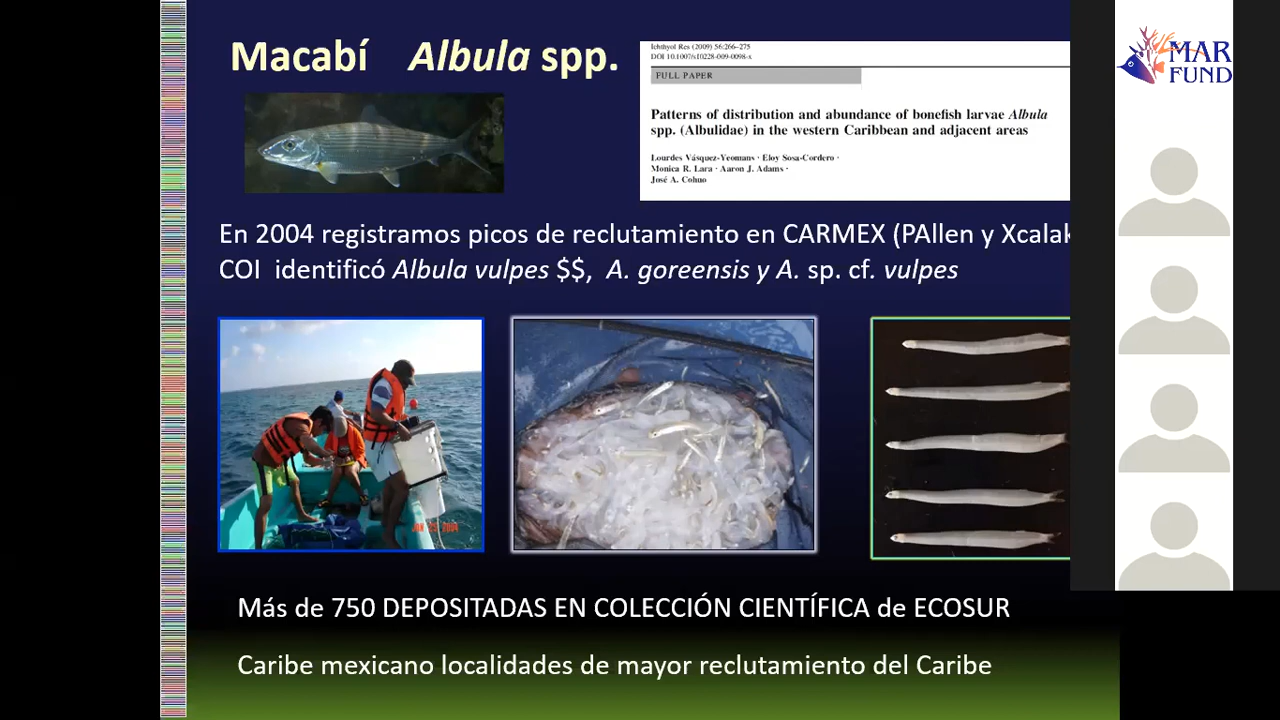 Macabí Albula spp.
Ichthyol Res (2009) 56:266–275
DOI 10.1007/s10228-009-0098-x
FULL PAPER
Patterns of distribution and abundance of bonefish larvae Albula
spp. (Albulidae) in the western Caribbean and adjacent areas
Lourdes Vásquez-Yeomans · Eloy Sosa-Cordero ·
Monica R. Lara · Aaron J. Adams ·
José A. Cohuo
MAR
FUND
En 2004 registramos picos de reclutamiento en CARMEX (PAllen y Xcalak
COI identificó Albula vulpes $$, A. goreensis y A. sp. cf. vulpes
2004
Más de 750 DEPOSITADAS EN COLECCIÓN CIENTÍFICA de ECOSUR
Caribe mexicano localidades de mayor reclutamiento del Caribe